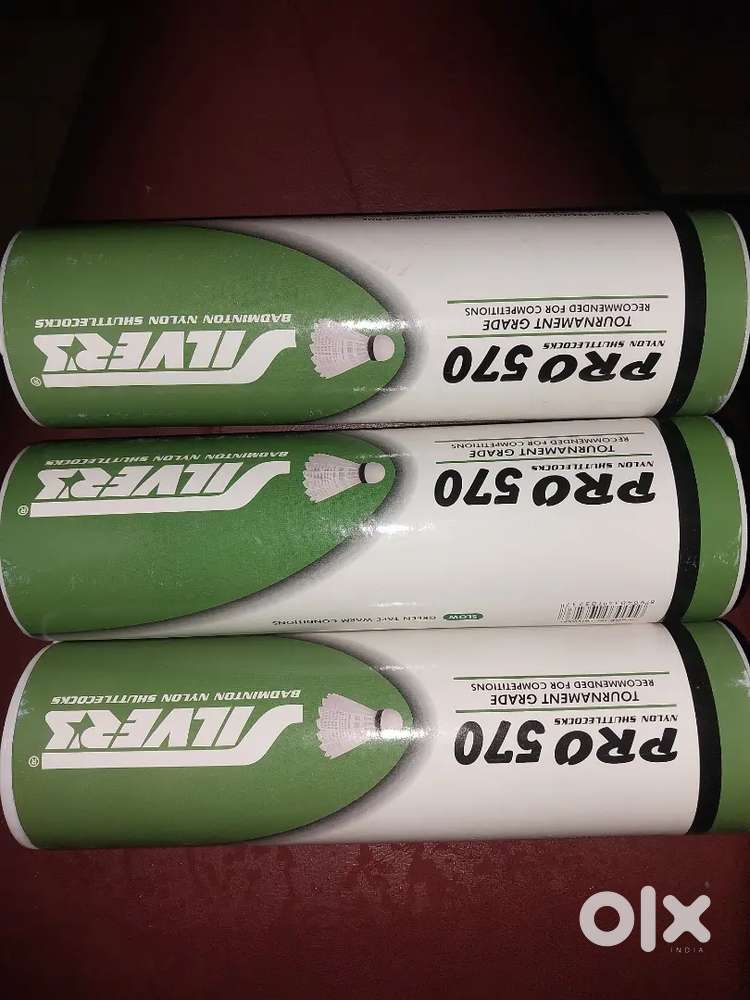 SILVER'S®
BADMINTON NYLON SHUTTLECOCKS
PRO 570
NYLON SHUTTLECOCKS
TOURNAMENT GRADE
RECOMMENDED FOR COMPETITIONS
SILVER'S®
BADMINTON NYLON SHUTTLECOCKS
PRO 570
NYLON SHUTTLECOCKS
TOURNAMENT GRADE
RECOMMENDED FOR COMPETITIONS
SLOW GREEN TAPE WARM CONDITIONS
SILVER'S®
BADMINTON NYLON SHUTTLECOCKS
PRO 570
NYLON SHUTTLECOCKS
TOURNAMENT GRADE
RECOMMENDED FOR COMPETITIONS
olx
INDIA